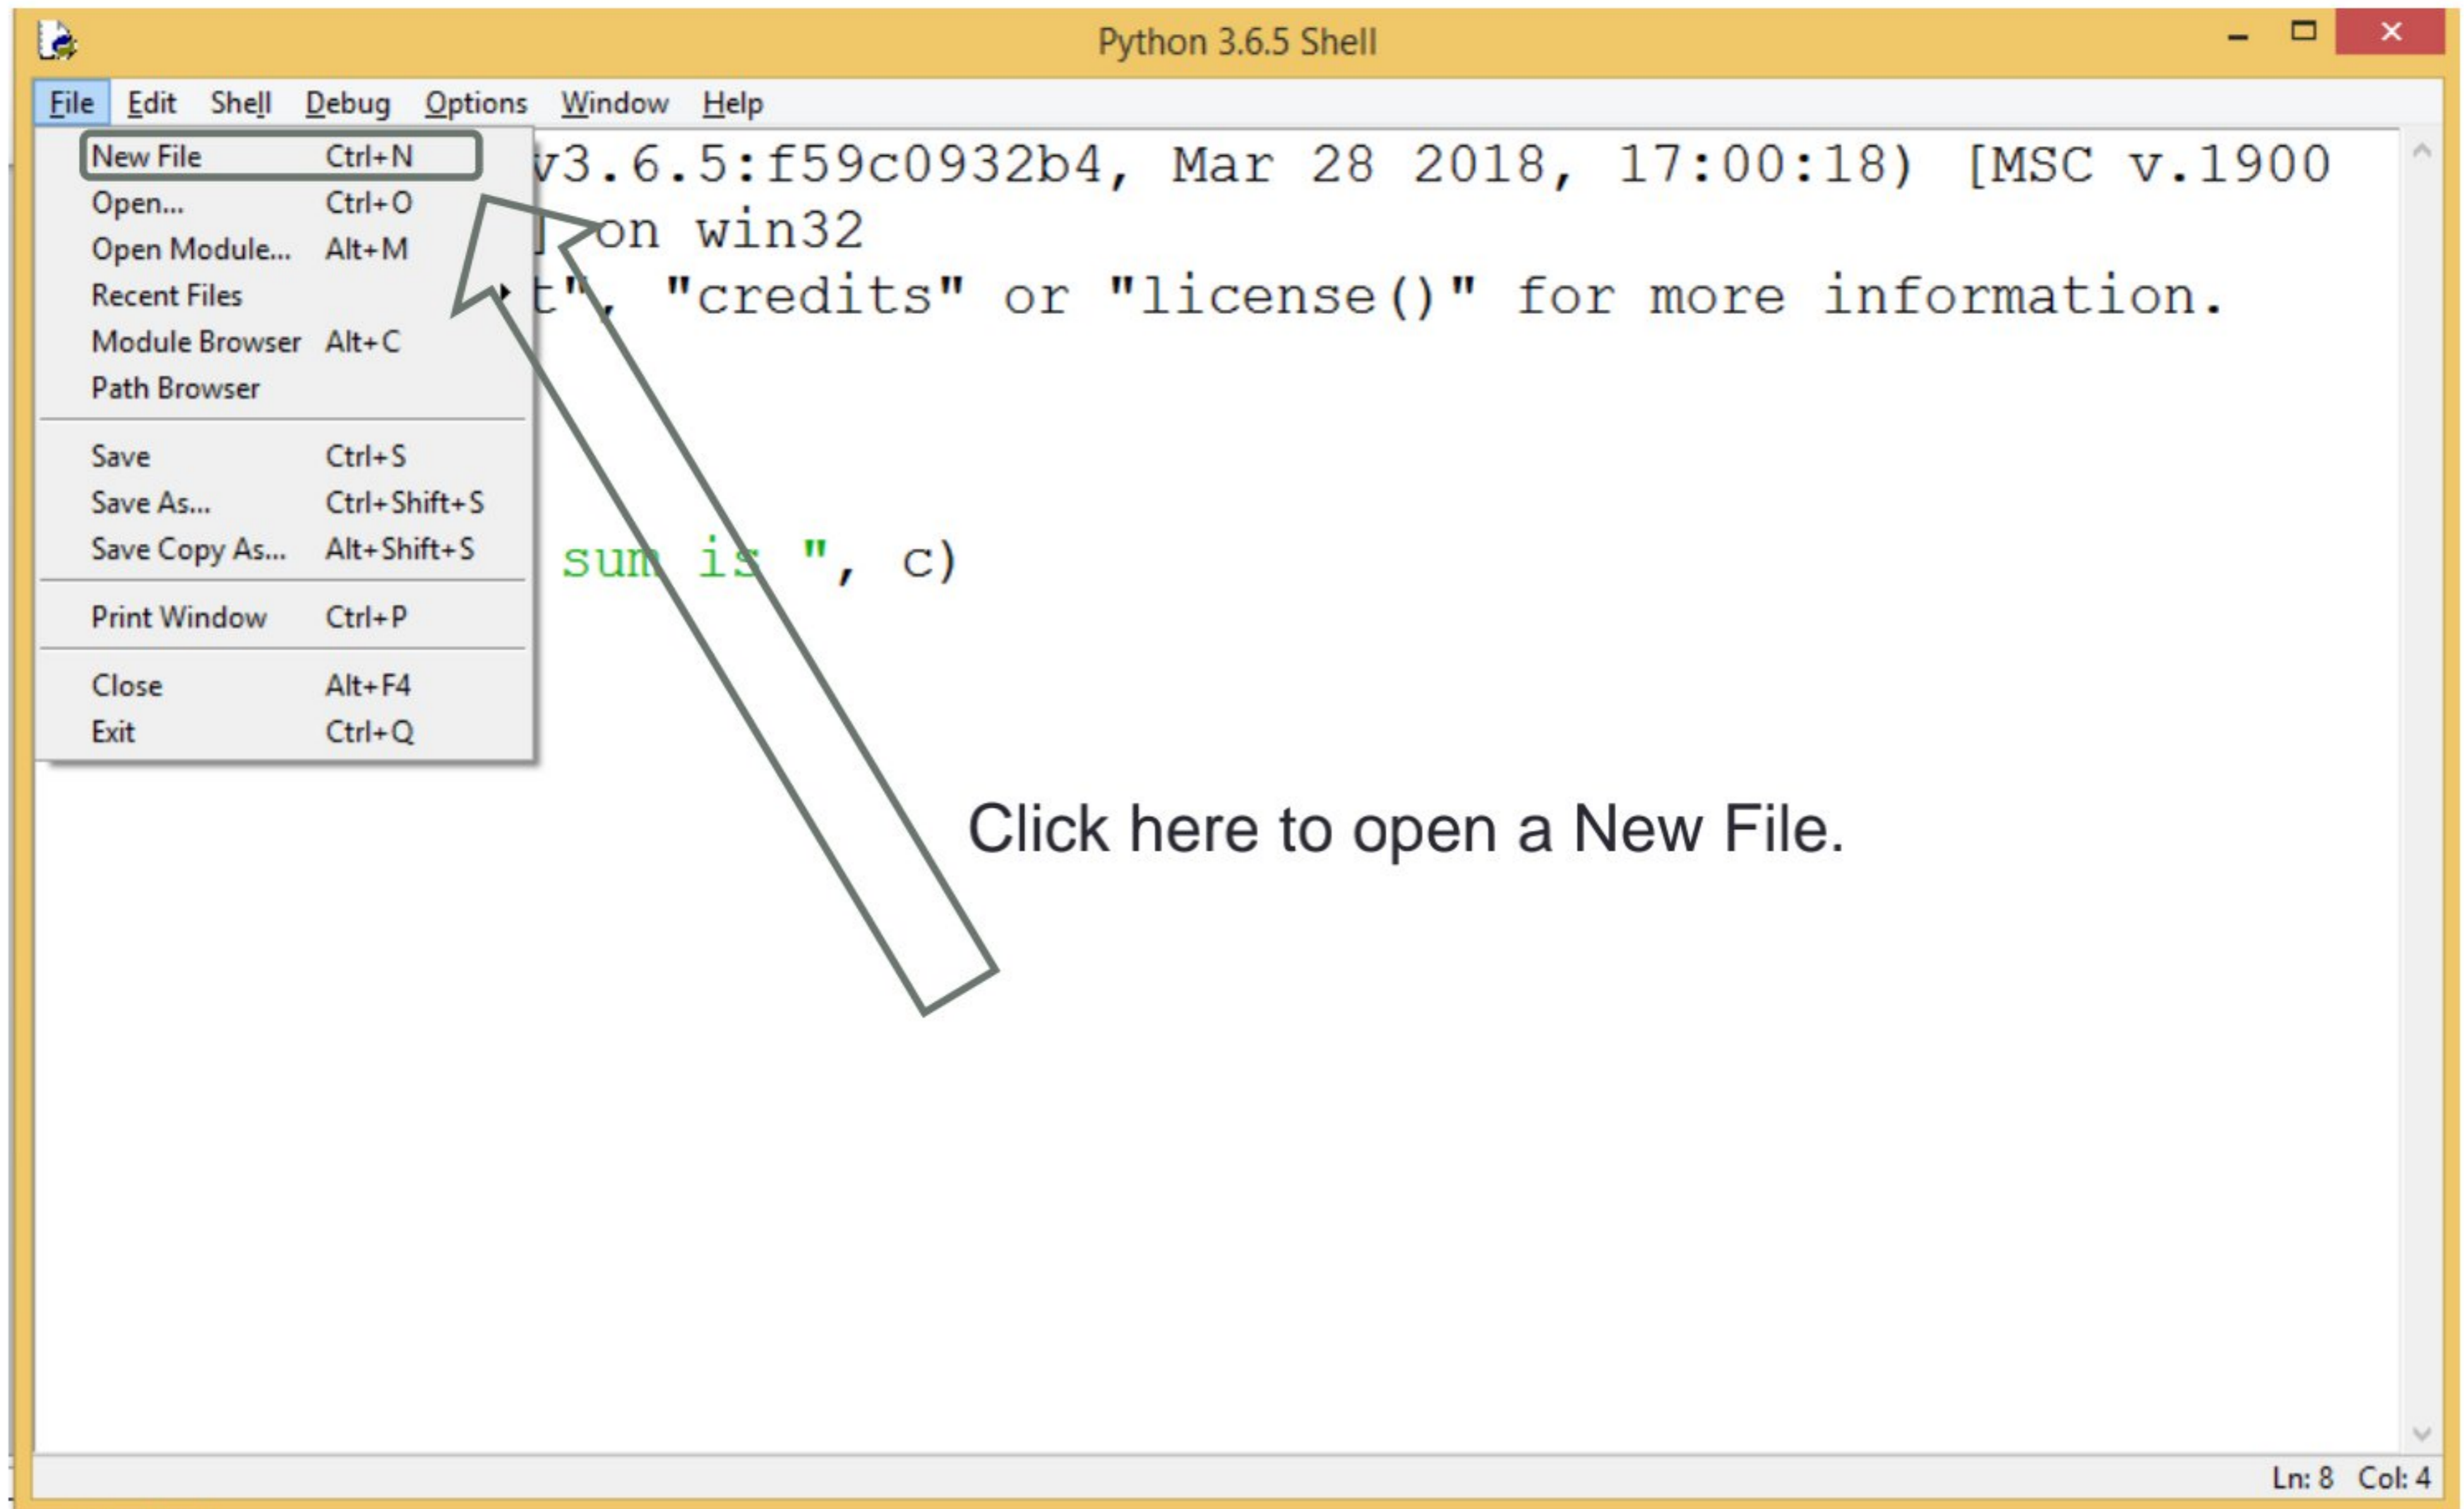 Python 3.6.5 Shell
File Edit Shell Debug Options Window Help
New File Ctrl+N
Open... Ctrl+O
Open Module... Alt+M
Recent Files
Module Browser Alt+C
Path Browser
Save Ctrl+S
Save As... Ctrl+Shift+S
Save Copy As... Alt+Shift+S
Print Window Ctrl+P
Close Alt+F4
Exit Ctrl+Q
v3.6.5:f59c0932b4, Mar 28 2018, 17:00:18) [MSC v.1900
] on win32
t", "credits" or "license()" for more information.
sum is ", c)
Click here to open a New File.
Ln: 8 Col: 4